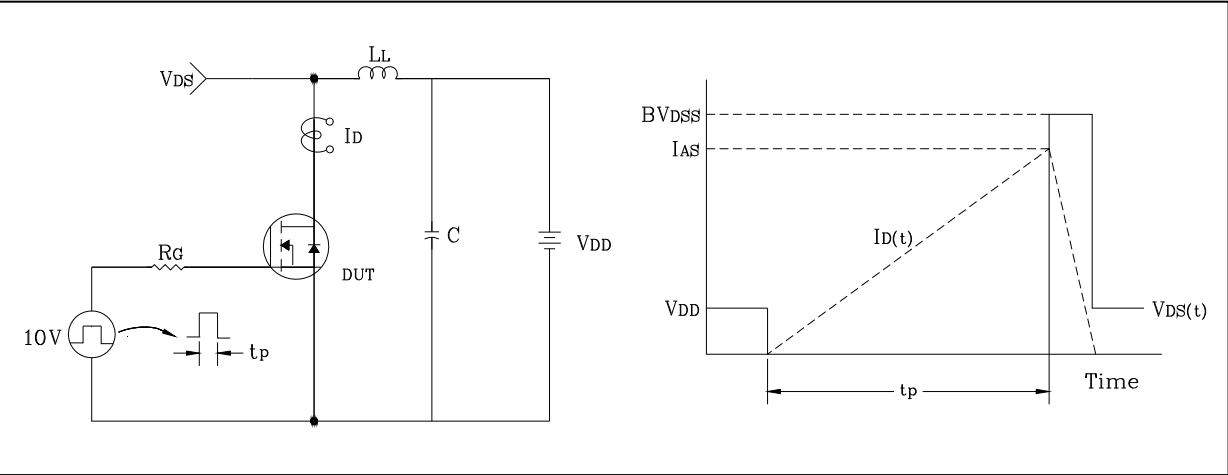 LL
VDS
ID
RG
C
VDD
DUT
10V
tp
BVDSS
IAS
ID(t)
VDD
VDS(t)
Time
tp